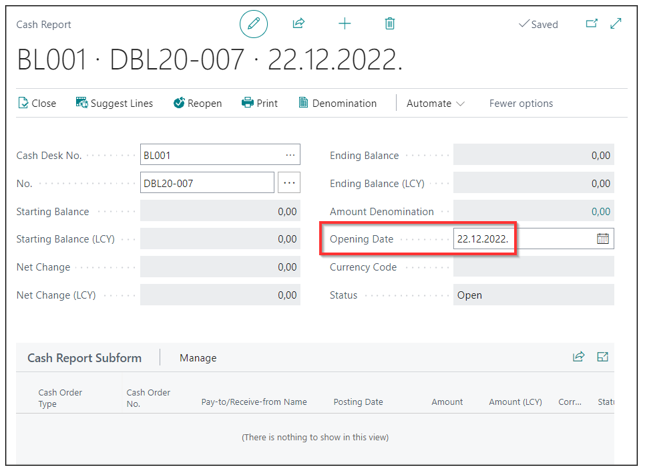 Cash Report
Saved
BL001 · DBL20-007 · 22.12.2022.
Close Suggest Lines Reopen Print Denomination Automate Fewer options
Cash Desk No. BL001 ···
No. DBL20-007 ···
Starting Balance 0,00
Starting Balance (LCY) 0,00
Net Change 0,00
Net Change (LCY) 0,00
Ending Balance 0,00
Ending Balance (LCY) 0,00
Amount Denomination 0,00
Opening Date 22.12.2022.
Currency Code
Status Open
Cash Report Subform Manage
Cash Order Type Cash Order No. Pay-to/Receive-from Name Posting Date Amount Amount (LCY) Corr... Stat
(There is nothing to show in this view)